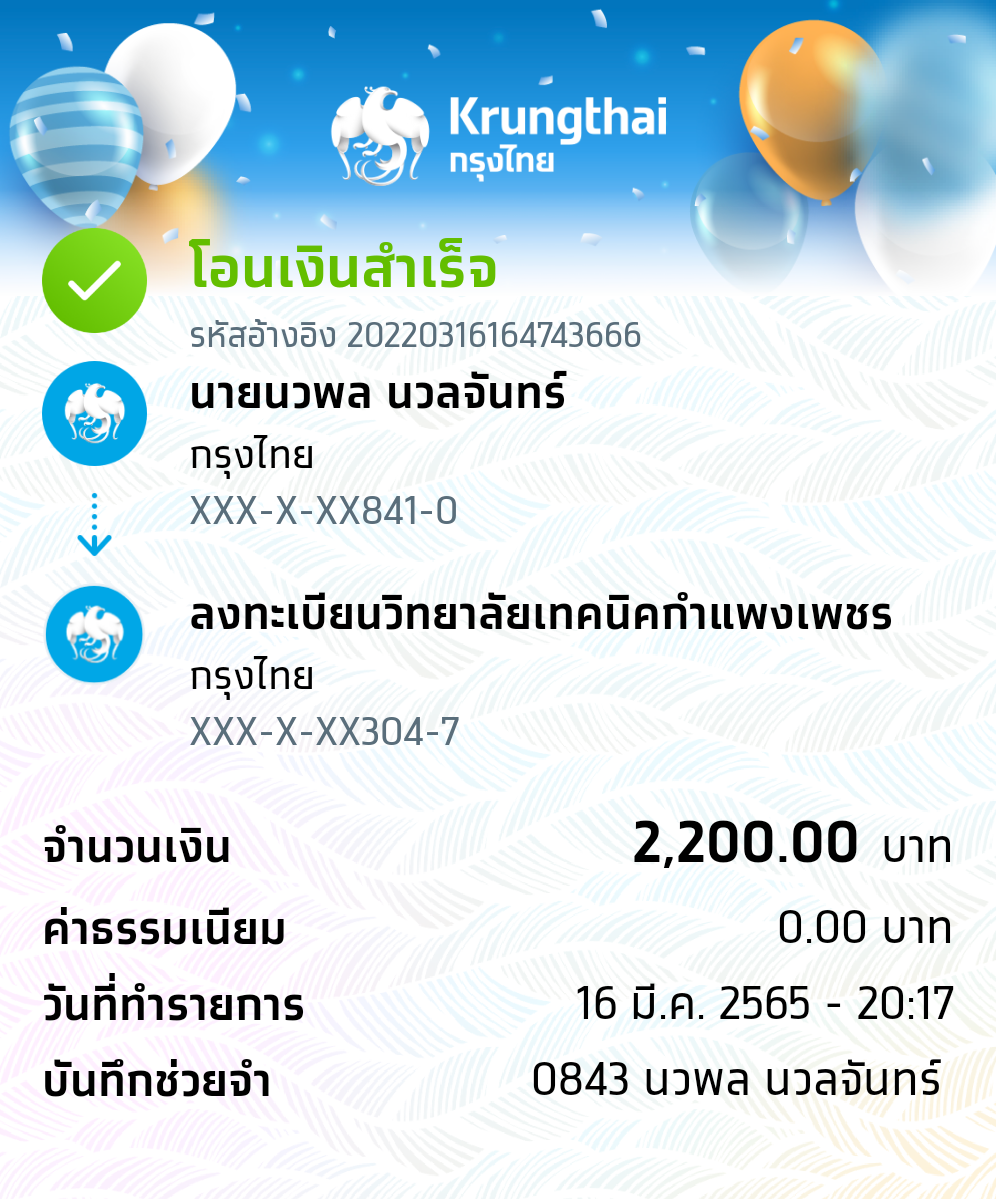 Krungthai
กรุงไทย
โอนเงินสำเร็จ
รหัสอ้างอิง 20220316164743666
นายนวพล นวลจันทร์
กรุงไทย
XXX-X-XX841-0
ลงทะเบียนวิทยาลัยเทคนิคกำแพงเพชร
กรุงไทย
XXX-X-XX304-7
จำนวนเงิน 2,200.00 บาท
ค่าธรรมเนียม 0.00 บาท
วันที่ทำรายการ 16 มี.ค. 2565 - 20:17
บันทึกช่วยจำ 0843 นวพล นวลจันทร์